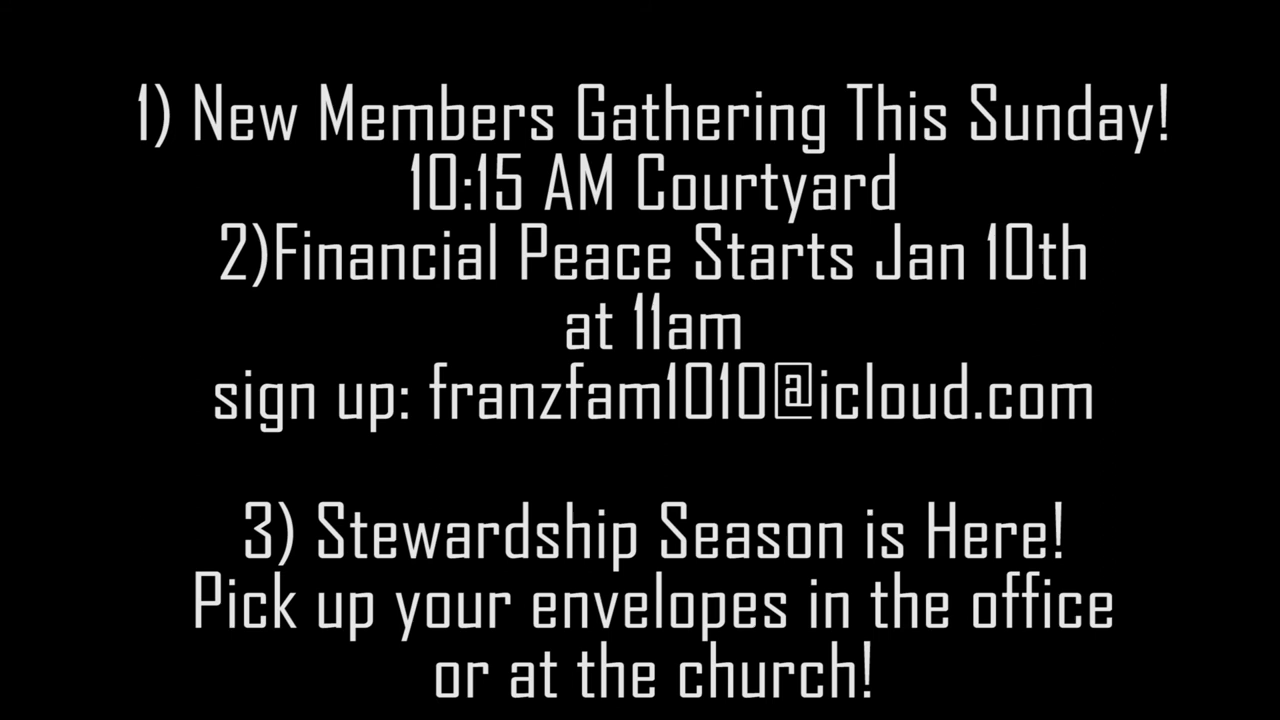 1) New Members Gathering This Sunday!
10:15 AM Courtyard
2)Financial Peace Starts Jan 10th
at 11am
sign up: franzfam1010@icloud.com
3) Stewardship Season is Here!
Pick up your envelopes in the office
or at the church!